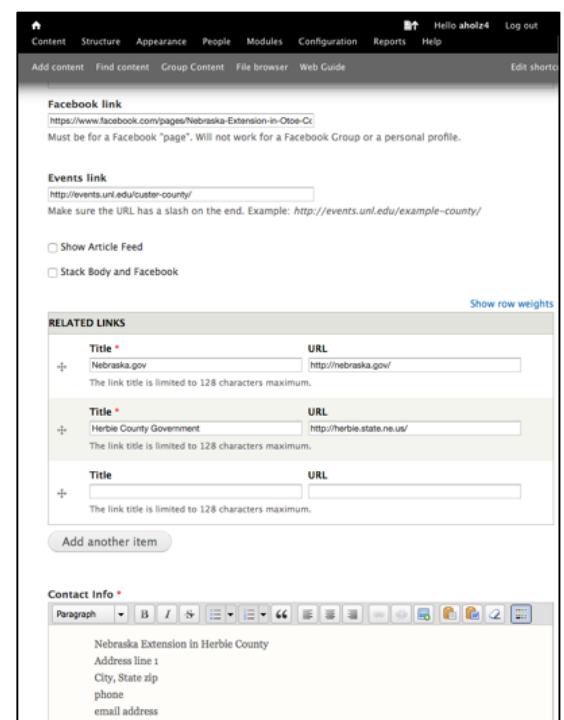 Hello aholz4 Log out
Content Structure Appearance People Modules Configuration Reports Help
Add content Find content Group Content File browser Web Guide Edit shortc
Facebook link
https://www.facebook.com/pages/Nebraska-Extension-in-Otoe-Cc
Must be for a Facebook "page". Will not work for a Facebook Group or a personal profile.
Events link
http://events.unl.edu/custer-county/
Make sure the URL has a slash on the end. Example: http://events.unl.edu/example-county/
Show Article Feed
Stack Body and Facebook
Show row weights
RELATED LINKS
Title * URL
Nebraska.gov http://nebraska.gov/
The link title is limited to 128 characters maximum.
Title * URL
Herbie County Government http://herbie.state.ne.us/
The link title is limited to 128 characters maximum.
Title URL
The link title is limited to 128 characters maximum.
Add another item
Contact Info *
Paragraph B I S
Nebraska Extension in Herbie County
Address line 1
City, State zip
phone
email address